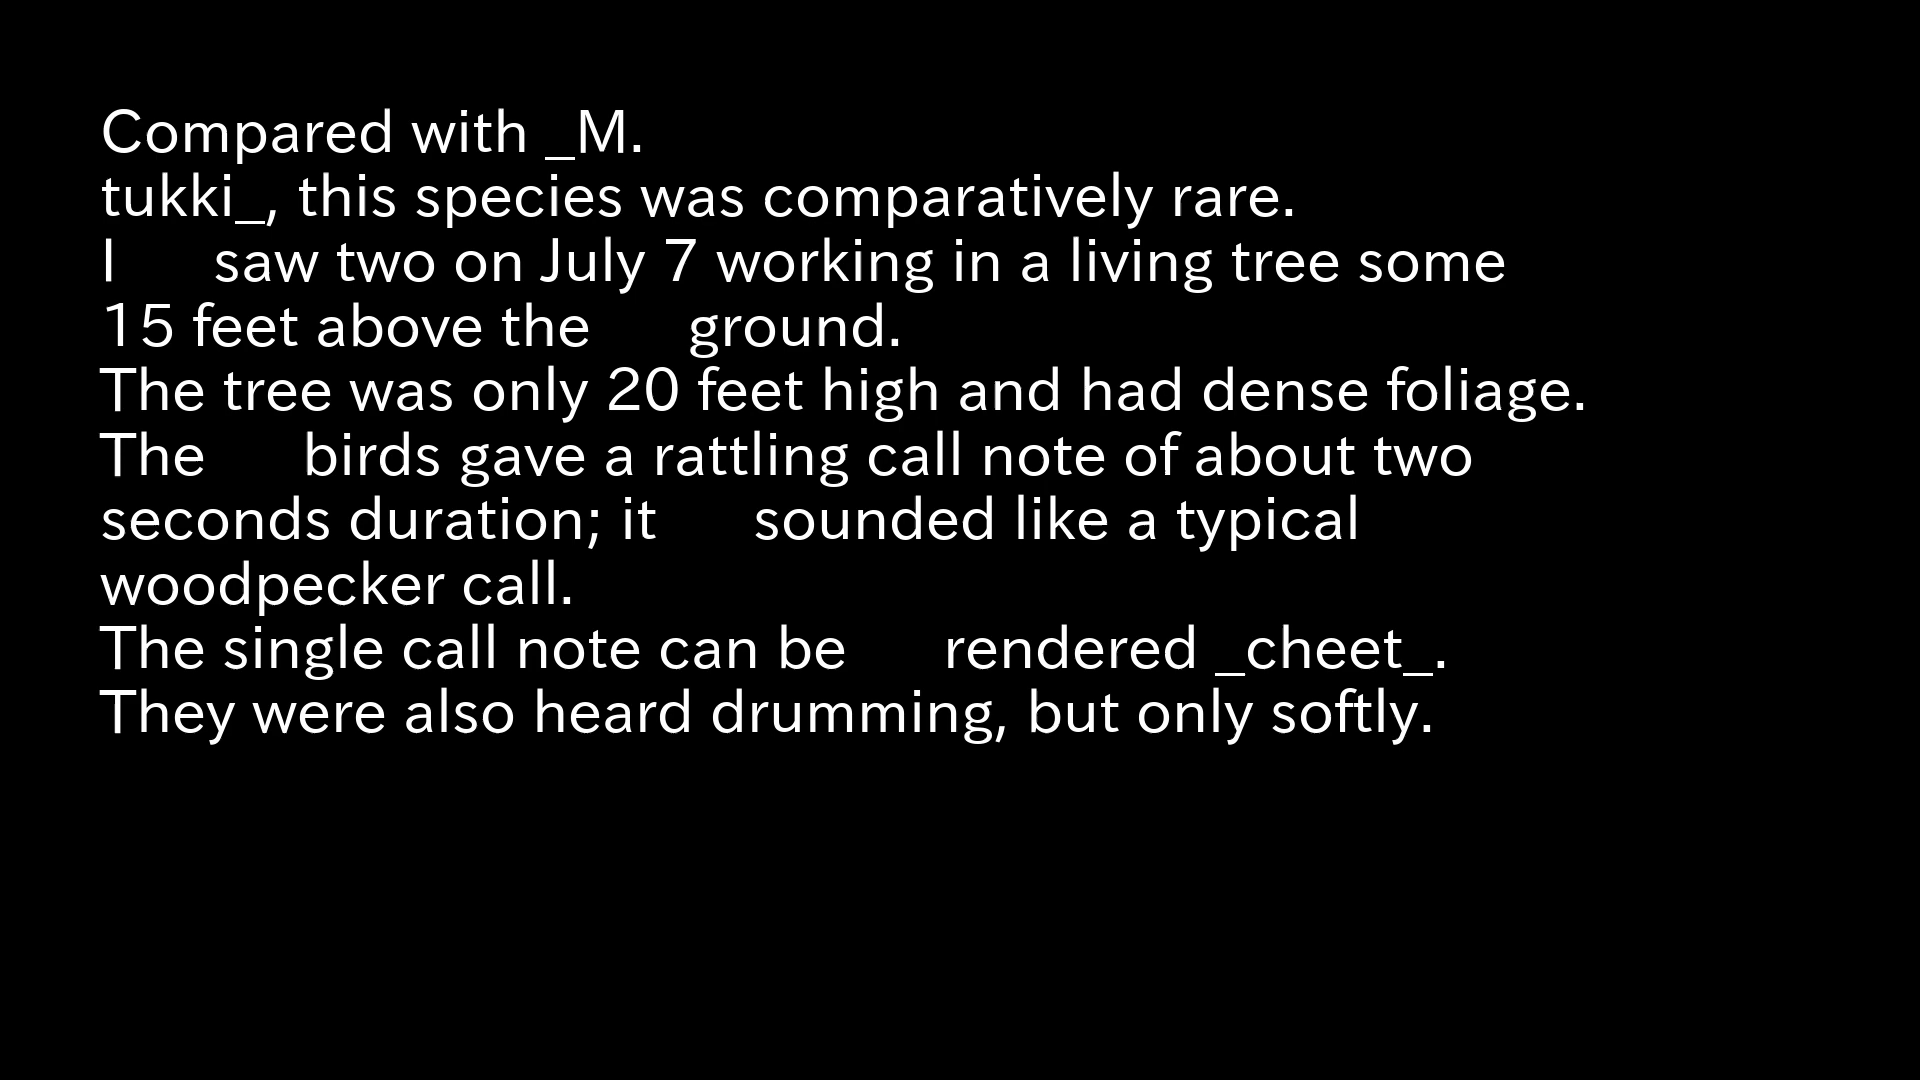 Compared with _M.
tukki_, this species was comparatively rare.
I      saw two on July 7 working in a living tree some
15 feet above the      ground.
The tree was only 20 feet high and had dense foliage.
The      birds gave a rattling call note of about two
seconds duration; it      sounded like a typical
woodpecker call.
The single call note can be      rendered _cheet_.
They were also heard drumming, but only softly.